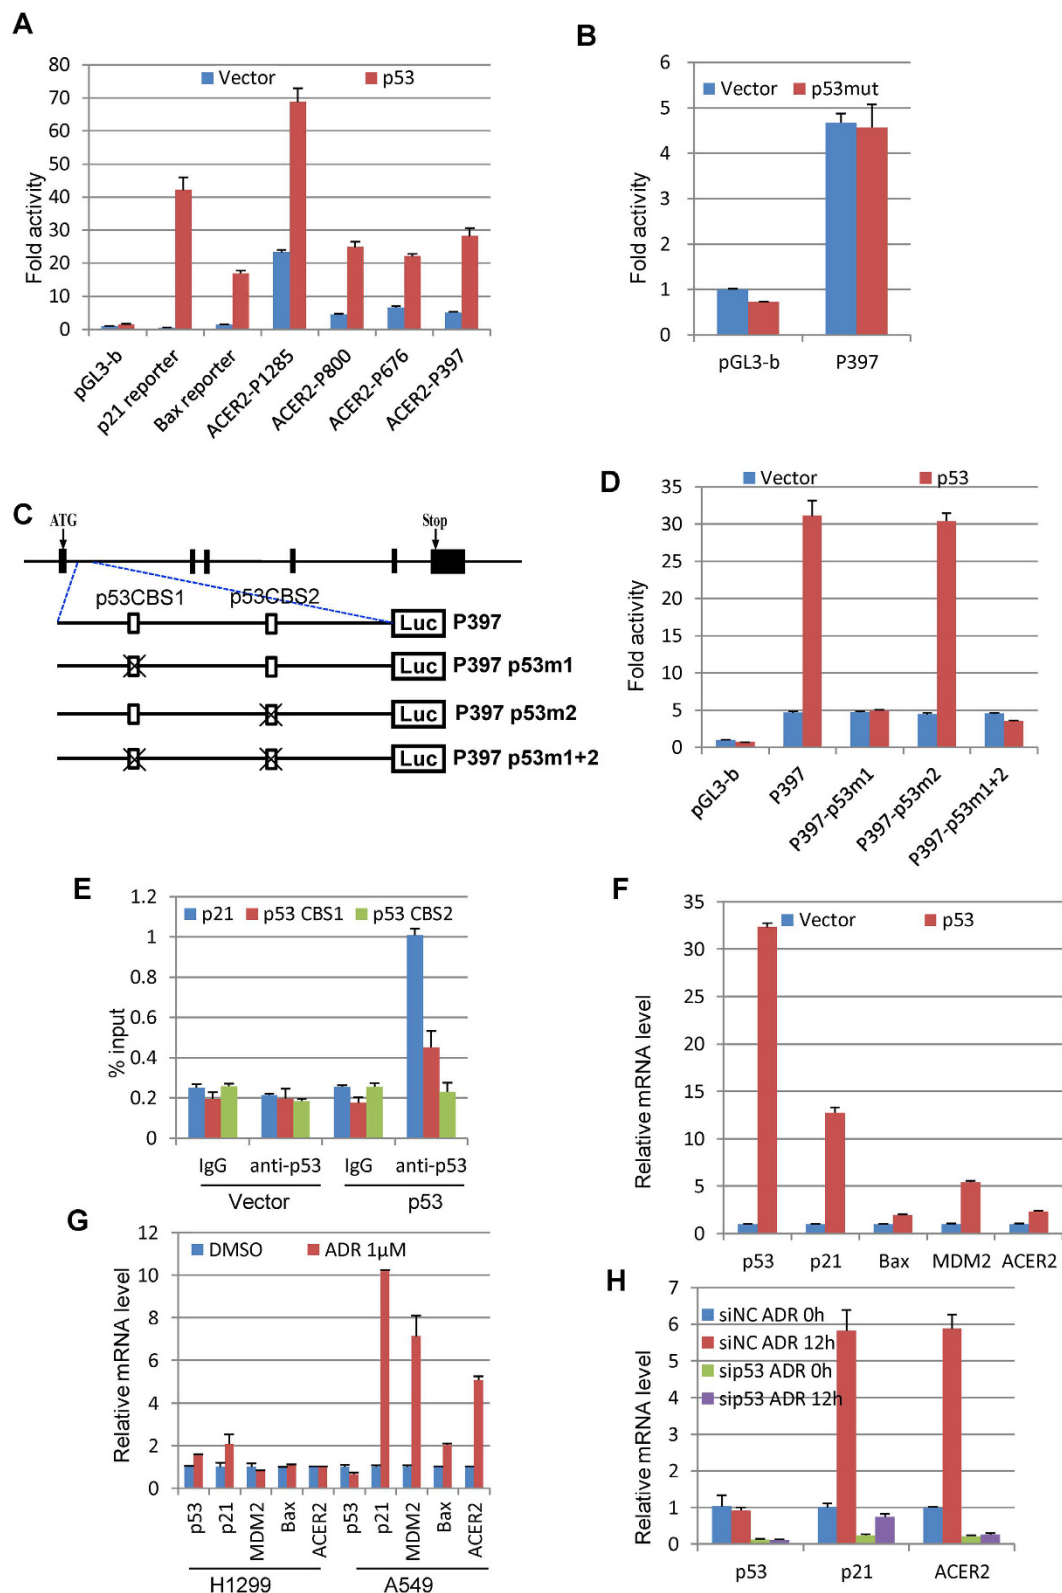 A
Vector p53
Fold activity
80
70
60
50
40
30
20
10
0
pGL3-b
p21 reporter
Bax reporter
ACER2-P1285
ACER2-P800
ACER2-P676
ACER2-P397
B
Vector p53mut
Fold activity
6
5
4
3
2
1
0
pGL3-b P397
C
ATG Stop
p53CBS1 p53CBS2
Luc P397
Luc P397 p53m1
Luc P397 p53m2
Luc P397 p53m1+2
D
Vector p53
Fold activity
35
30
25
20
15
10
5
0
pGL3-b
P397
P397-p53m1
P397-p53m2
P397-p53m1+2
E
p21 p53 CBS1 p53 CBS2
% input
1.2
1
0.8
0.6
0.4
0.2
0
IgG anti-p53 IgG anti-p53
Vector p53
F
Vector p53
Relative mRNA level
35
30
25
20
15
10
5
0
p53 p21 Bax MDM2 ACER2
G
DMSO ADR 1µM
Relative mRNA level
12
10
8
6
4
2
0
p53
p21
MDM2
Bax
ACER2
p53
p21
MDM2
Bax
ACER2
H1299 A549
H
siNC ADR 0h
siNC ADR 12h
sip53 ADR 0h
sip53 ADR 12h
Relative mRNA level
7
6
5
4
3
2
1
0
p53 p21 ACER2